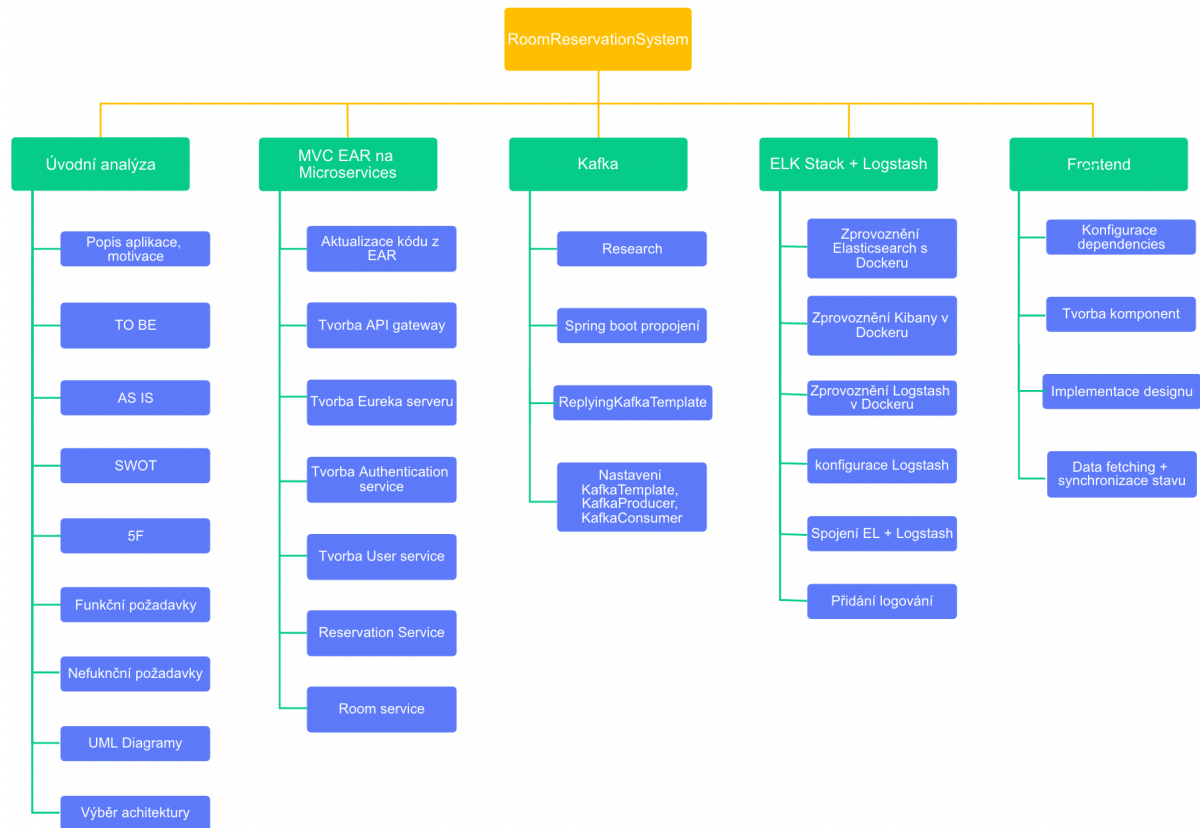 RoomReservationSystem
Úvodní analýza
Popis aplikace,
motivace
TO BE
AS IS
SWOT
5F
Funkční požadavky
Nefuknční požadavky
UML Diagramy
Výběr achitektury
MVC EAR na
Microservices
Aktualizace kódu z
EAR
Tvorba API gateway
Tvorba Eureka serveru
Tvorba Authentication
service
Tvorba User service
Reservation Service
Room service
Kafka
Research
Spring boot propojení
ReplyingKafkaTemplate
Nastaveni
KafkaTemplate,
KafkaProducer,
KafkaConsumer
ELK Stack + Logstash
Zprovoznění
Elasticsearch s
Dockeru
Zprovoznění Kibany v
Dockeru
Zprovoznění Logstash
v Dockeru
konfigurace Logstash
Spojení EL + Logstash
Přidání logování
Frontend
Konfigurace
dependencies
Tvorba komponent
Implementace designu
Data fetching +
synchronizace stavu